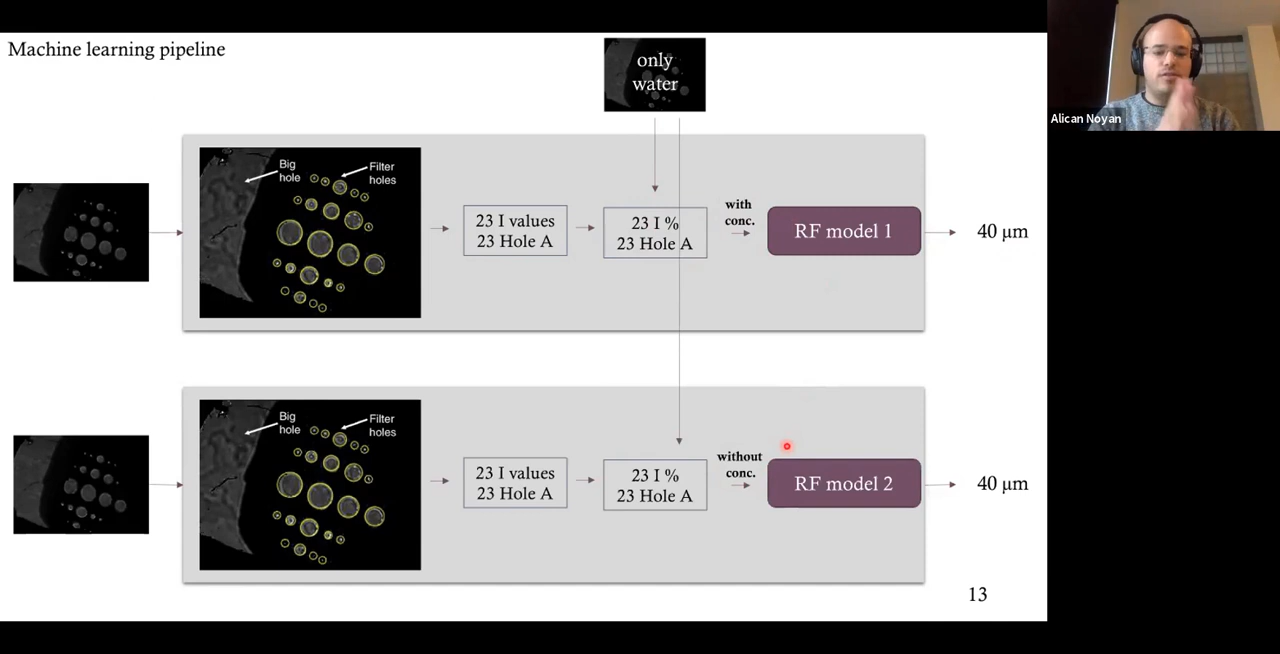 Machine learning pipeline
only
water
Alican Noyan
Big
hole
Filter
holes
23 I values
23 Hole A
23 I %
23 Hole A
with
conc.
RF model 1
40 μm
Big
hole
Filter
holes
23 I values
23 Hole A
23 I %
23 Hole A
without
conc.
RF model 2
40 μm
13